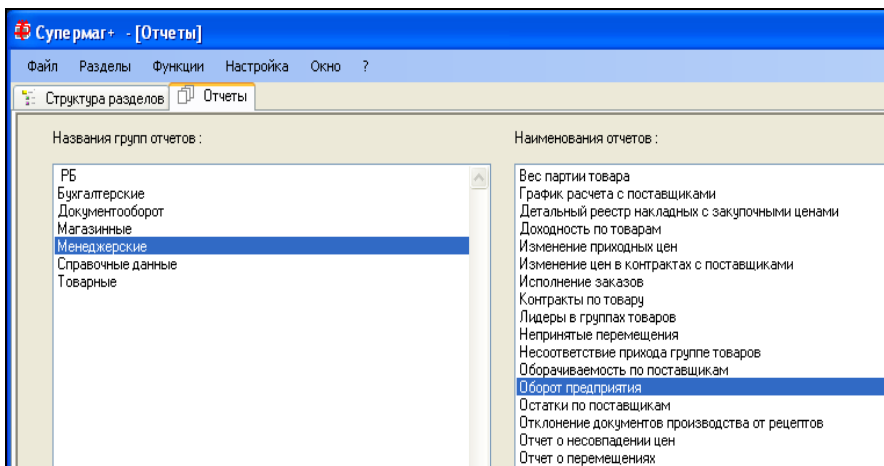 Супермаг+ - [Отчеты]
Файл Разделы Функции Настройка Окно ?
Структура разделов Отчеты
Названия групп отчетов :
РБ
Бухгалтерские
Документооборот
Магазинные
Менеджерские
Справочные данные
Товарные
Наименования отчетов :
Вес партии товара
График расчета с поставщиками
Детальный реестр накладных с закупочными ценами
Доходность по товарам
Изменение приходных цен
Изменение цен в контрактах с поставщиками
Исполнение заказов
Контракты по товару
Лидеры в группах товаров
Непринятые перемещения
Несоответствие прихода группе товаров
Оборачиваемость по поставщикам
Оборот предприятия
Остатки по поставщикам
Отклонение документов производства от рецептов
Отчет о несовпадении цен
Отчет о перемещениях